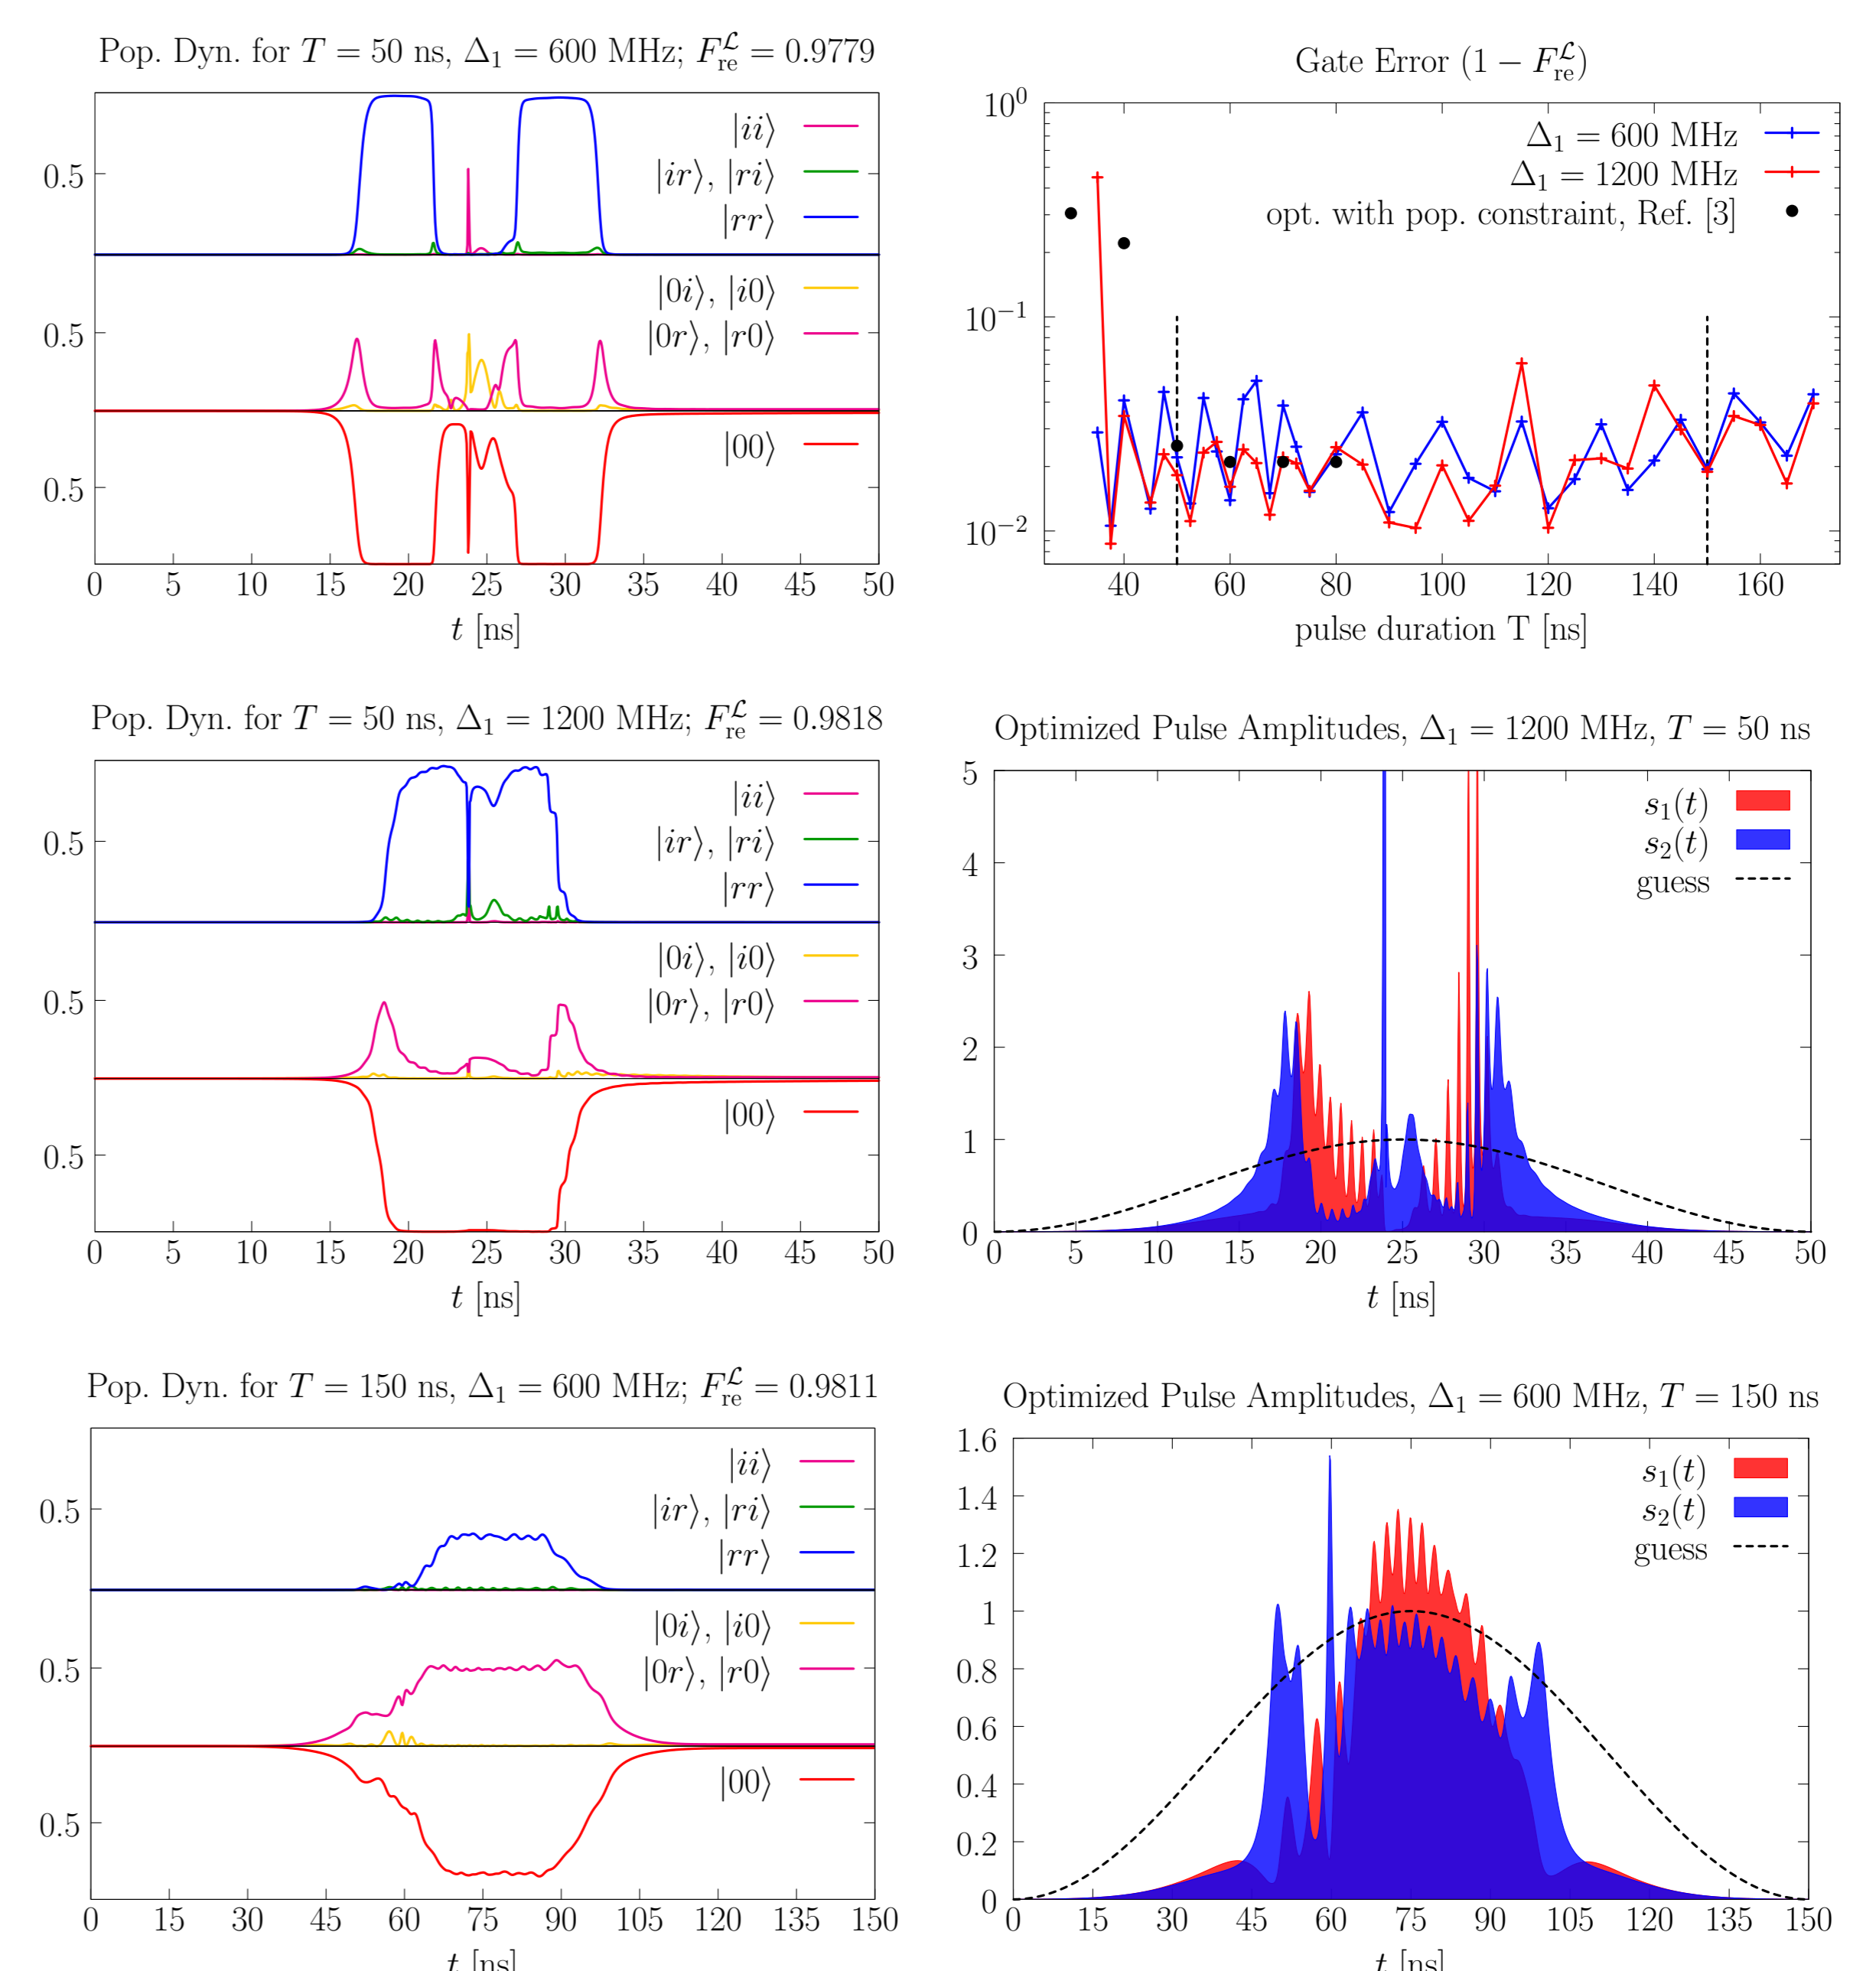 Pop. Dyn. for T = 50 ns, Δ₁ = 600 MHz; F_re^ℒ = 0.9779
|ii⟩
|ir⟩, |ri⟩
|rr⟩
|0i⟩, |i0⟩
|0r⟩, |r0⟩
|00⟩
0.5
0.5
0.5
0 5 10 15 20 25 30 35 40 45 50
t [ns]
Gate Error (1 − F_re^ℒ)
Δ₁ = 600 MHz
Δ₁ = 1200 MHz
opt. with pop. constraint, Ref. [3]
10⁰
10⁻¹
10⁻²
40 60 80 100 120 140 160
pulse duration T [ns]
Pop. Dyn. for T = 50 ns, Δ₁ = 1200 MHz; F_re^ℒ = 0.9818
|ii⟩
|ir⟩, |ri⟩
|rr⟩
|0i⟩, |i0⟩
|0r⟩, |r0⟩
|00⟩
0.5
0.5
0.5
0 5 10 15 20 25 30 35 40 45 50
t [ns]
Optimized Pulse Amplitudes, Δ₁ = 1200 MHz, T = 50 ns
s₁(t)
s₂(t)
guess
5
4
3
2
1
0
0 5 10 15 20 25 30 35 40 45 50
t [ns]
Pop. Dyn. for T = 150 ns, Δ₁ = 600 MHz; F_re^ℒ = 0.9811
|ii⟩
|ir⟩, |ri⟩
|rr⟩
|0i⟩, |i0⟩
|0r⟩, |r0⟩
|00⟩
0.5
0.5
0.5
0 15 30 45 60 75 90 105 120 135 150
t [ns]
Optimized Pulse Amplitudes, Δ₁ = 600 MHz, T = 150 ns
s₁(t)
s₂(t)
guess
1.6
1.4
1.2
1
0.8
0.6
0.4
0.2
0
0 15 30 45 60 75 90 105 120 135 150
t [ns]